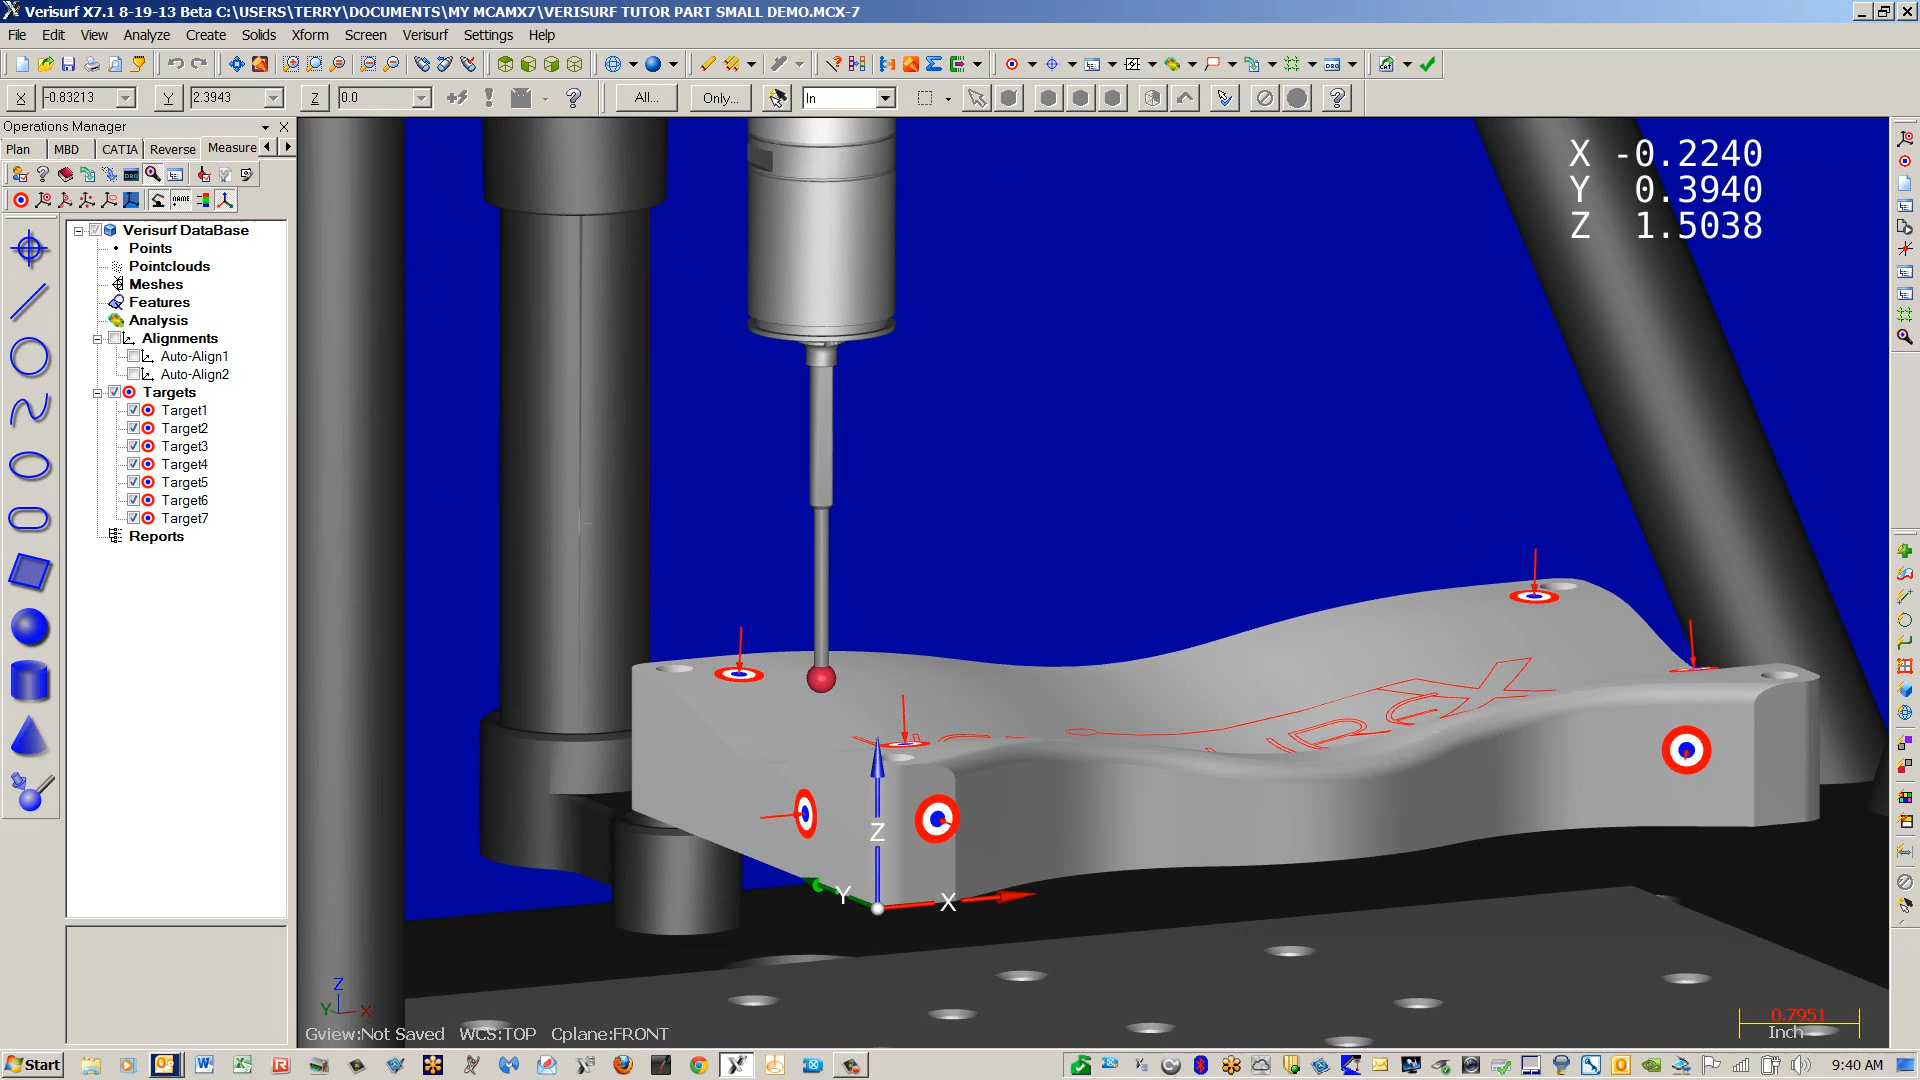 Verisurf X7.1 8-19-13 Beta C:\USERS\TERRY\DOCUMENTS\MY MCAMX7\VERISURF TUTOR PART SMALL DEMO.MCX-7
File Edit View Analyze Create Solids Xform Screen Verisurf Settings Help
X -0.83213 Y 2.3943 Z 0.0 All... Only... In
Operations Manager
Plan MBD CATIA Reverse Measure
Verisurf DataBase
Points
Pointclouds
Meshes
Features
Analysis
Alignments
Auto-Align1
Auto-Align2
Targets
Target1
Target2
Target3
Target4
Target5
Target6
Target7
Reports
X -0.2240
Y 0.3940
Z 1.5038
Z
Y X
Z
Y X
Gview:Not Saved WCS:TOP Cplane:FRONT
0.7951
Inch
Start
9:40 AM